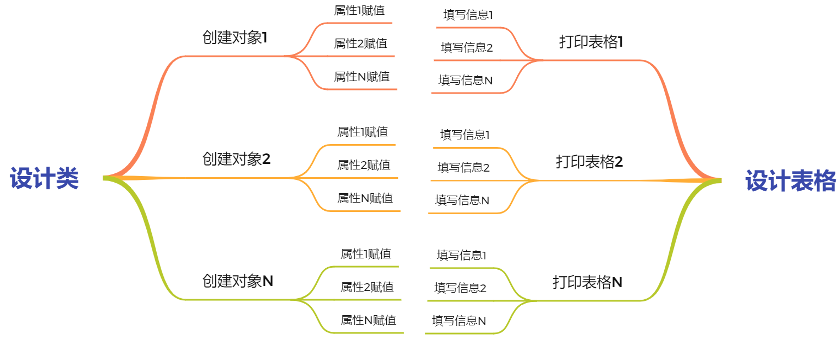 设计类
创建对象1
属性1赋值
属性2赋值
属性N赋值
创建对象2
属性1赋值
属性2赋值
属性N赋值
创建对象N
属性1赋值
属性2赋值
属性N赋值
设计表格
打印表格1
填写信息1
填写信息2
填写信息N
打印表格2
填写信息1
填写信息2
填写信息N
打印表格N
填写信息1
填写信息2
填写信息N